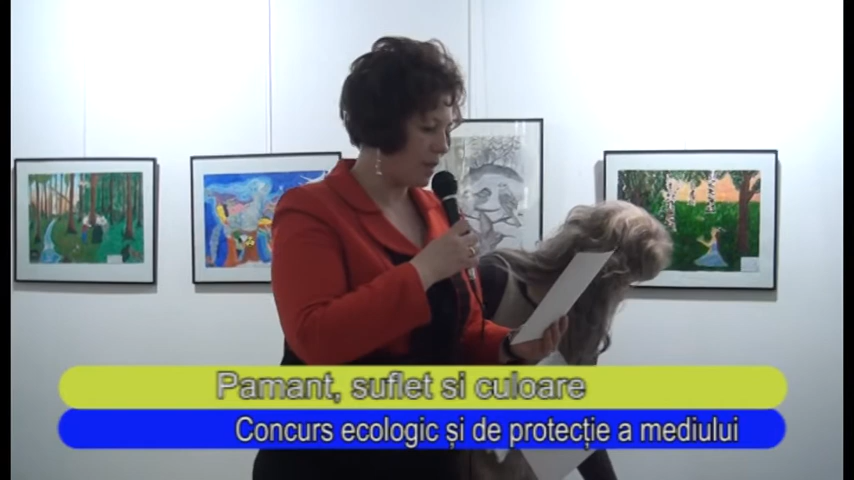 Pamant, suflet si culoare
Concurs ecologic și de protecție a mediului